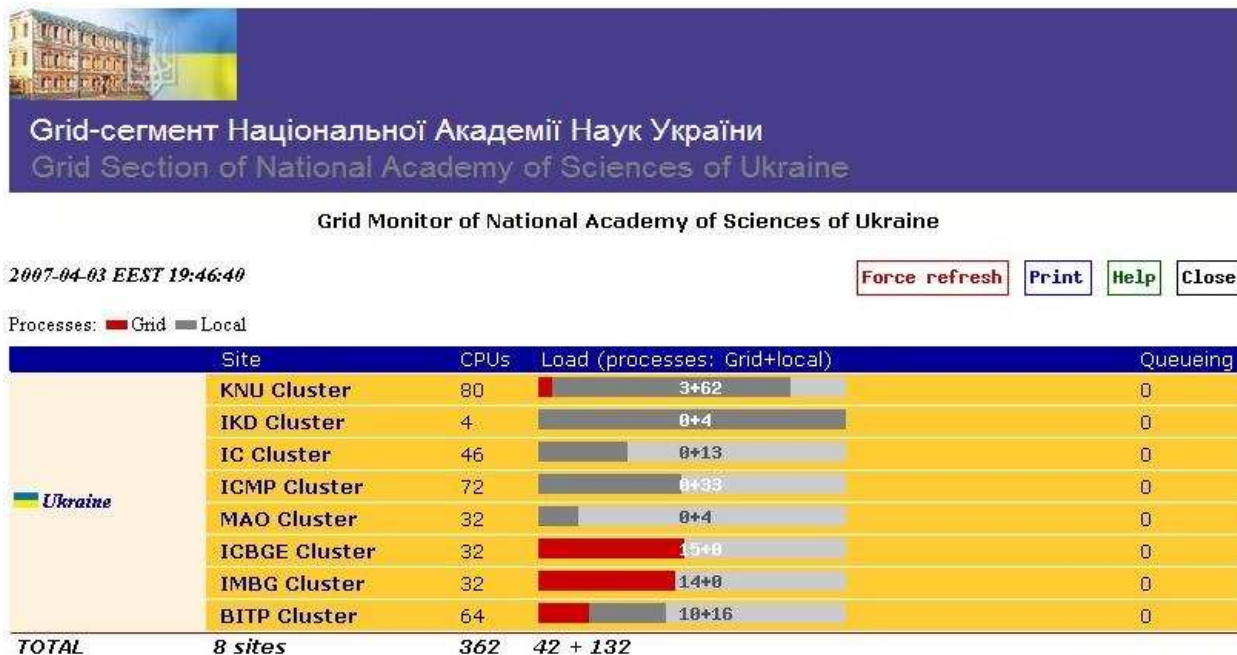 Grid-сегмент Національної Академії Наук України
Grid Section of National Academy of Sciences of Ukraine
Grid Monitor of National Academy of Sciences of Ukraine
2007-04-03 EEST 19:46:40 Force refresh Print Help Close
Processes: Grid Local
Site CPUs Load (processes: Grid+local) Queueing
Ukraine
KNU Cluster 80 3+62 0
IKD Cluster 4 0+4 0
IC Cluster 46 0+13 0
ICMP Cluster 72 0+33 0
MAO Cluster 32 0+4 0
ICBGE Cluster 32 15+0 0
IMBG Cluster 32 14+0 0
BITP Cluster 64 10+16 0
TOTAL 8 sites 362 42 + 132